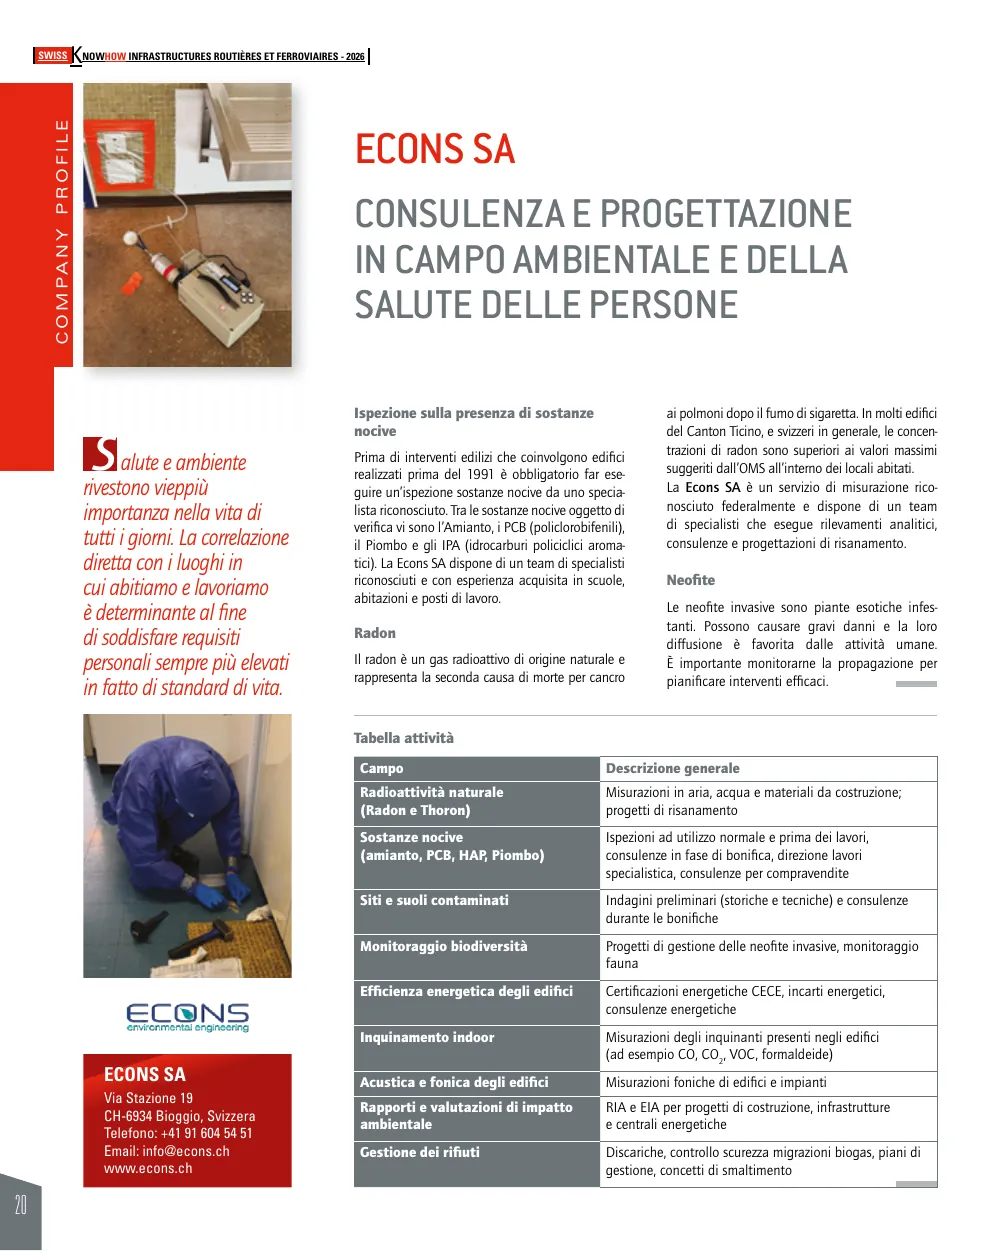 SWISS KNOWHOW INFRASTRUCTURES ROUTIÈRES ET FERROVIAIRES - 2026
COMPANY PROFILE
ECONS SA
CONSULENZA E PROGETTAZIONE
IN CAMPO AMBIENTALE E DELLA
SALUTE DELLE PERSONE
Salute e ambiente
rivestono vieppiù
importanza nella vita di
tutti i giorni. La correlazione
diretta con i luoghi in
cui abitiamo e lavoriamo
è determinante al fine
di soddisfare requisiti
personali sempre più elevati
in fatto di standard di vita.
Ispezione sulla presenza di sostanze
nocive
Prima di interventi edilizi che coinvolgono edifici
realizzati prima del 1991 è obbligatorio far ese-
guire un'ispezione sostanze nocive da uno specia-
lista riconosciuto. Tra le sostanze nocive oggetto di
verifica vi sono l'Amianto, i PCB (policlorobifenili),
il Piombo e gli IPA (idrocarburi policiclici aroma-
tici). La Econs SA dispone di un team di specialisti
riconosciuti e con esperienza acquisita in scuole,
abitazioni e posti di lavoro.
Radon
Il radon è un gas radioattivo di origine naturale e
rappresenta la seconda causa di morte per cancro
ai polmoni dopo il fumo di sigaretta. In molti edifici
del Canton Ticino, e svizzeri in generale, le concen-
trazioni di radon sono superiori ai valori massimi
suggeriti dall'OMS all'interno dei locali abitati.
La Econs SA è un servizio di misurazione rico-
nosciuto federalmente e dispone di un team
di specialisti che esegue rilevamenti analitici,
consulenze e progettazioni di risanamento.
Neofite
Le neofite invasive sono piante esotiche infes-
tanti. Possono causare gravi danni e la loro
diffusione è favorita dalle attività umane.
È importante monitorarne la propagazione per
pianificare interventi efficaci.
Tabella attività
Campo Descrizione generale
Radioattività naturale
(Radon e Thoron)
Misurazioni in aria, acqua e materiali da costruzione;
progetti di risanamento
Sostanze nocive
(amianto, PCB, HAP, Piombo)
Ispezioni ad utilizzo normale e prima dei lavori,
consulenze in fase di bonifica, direzione lavori
specialistica, consulenze per compravendite
Siti e suoli contaminati
Indagini preliminari (storiche e tecniche) e consulenze
durante le bonifiche
Monitoraggio biodiversità
Progetti di gestione delle neofite invasive, monitoraggio
fauna
Efficienza energetica degli edifici
Certificazioni energetiche CECE, incarti energetici,
consulenze energetiche
Inquinamento indoor
Misurazioni degli inquinanti presenti negli edifici
(ad esempio CO, CO₂, VOC, formaldeide)
Acustica e fonica degli edifici
Misurazioni foniche di edifici e impianti
Rapporti e valutazioni di impatto
ambientale
RIA e EIA per progetti di costruzione, infrastrutture
e centrali energetiche
Gestione dei rifiuti
Discariche, controllo scurezza migrazioni biogas, piani di
gestione, concetti di smaltimento
ECONS
environmental engineering
ECONS SA
Via Stazione 19
CH-6934 Bioggio, Svizzera
Telefono: +41 91 604 54 51
Email: info@econs.ch
www.econs.ch
20